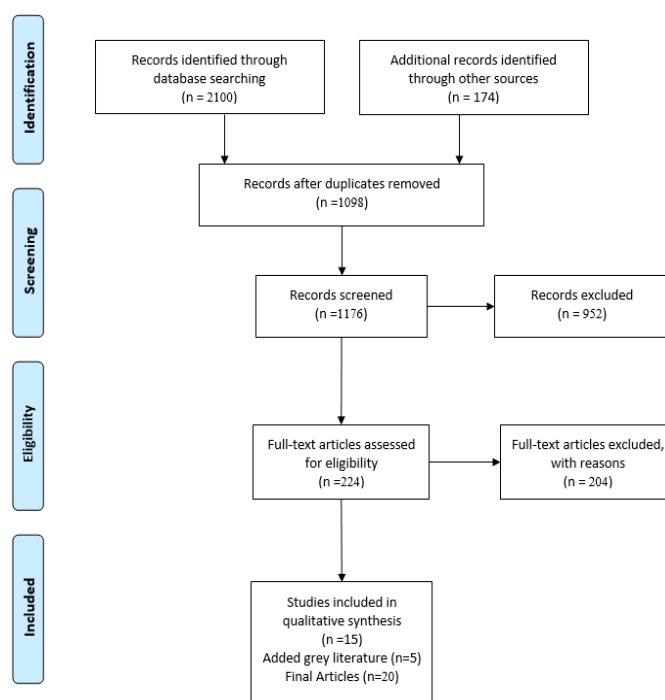 Identification
Records identified through
database searching
(n = 2100)
Additional records identified
through other sources
(n = 174)
Records after duplicates removed
(n =1098)
Screening
Records screened
(n =1176)
Records excluded
(n = 952)
Eligibility
Full-text articles assessed
for eligibility
(n =224)
Full-text articles excluded,
with reasons
(n = 204)
Included
Studies included in
qualitative synthesis
(n =15)
Added grey literature (n=5)
Final Articles (n=20)